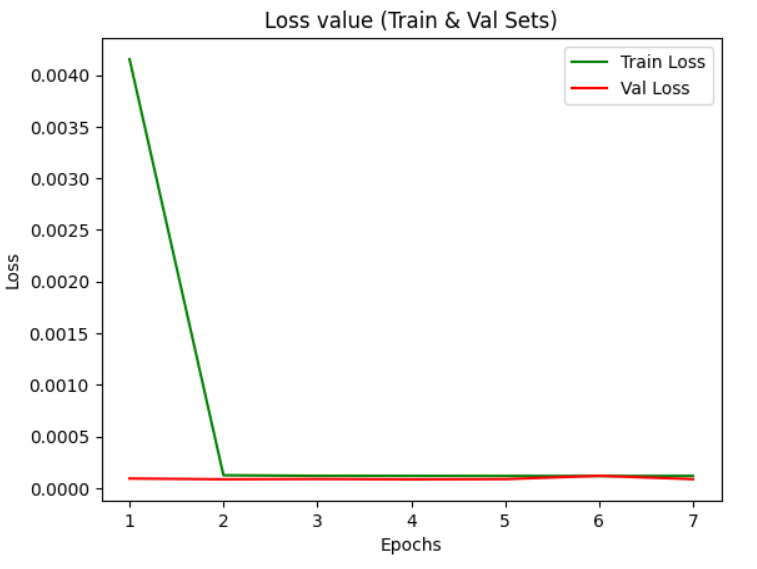 Loss value (Train & Val Sets)
Train Loss
Val Loss
0.0040
0.0035
0.0030
0.0025
0.0020
0.0015
0.0010
0.0005
0.0000
Loss
1 2 3 4 5 6 7
Epochs